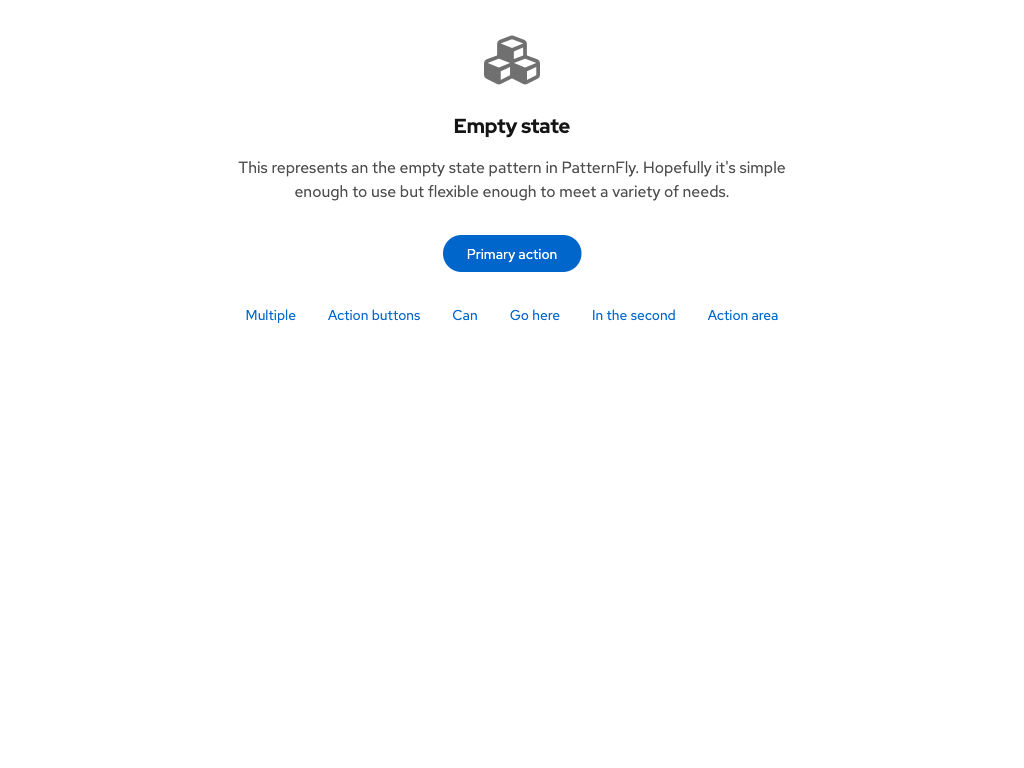 Empty state
This represents an the empty state pattern in PatternFly. Hopefully it's simple
enough to use but flexible enough to meet a variety of needs.
Primary action
Multiple Action buttons Can Go here In the second Action area